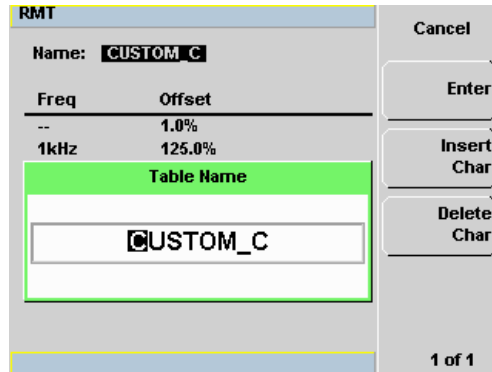 RMT
Name: CUSTOM_C
Freq Offset
-- 1.0%
1kHz 125.0%
Table Name
CUSTOM_C
Cancel
Enter
Insert
Char
Delete
Char
1 of 1